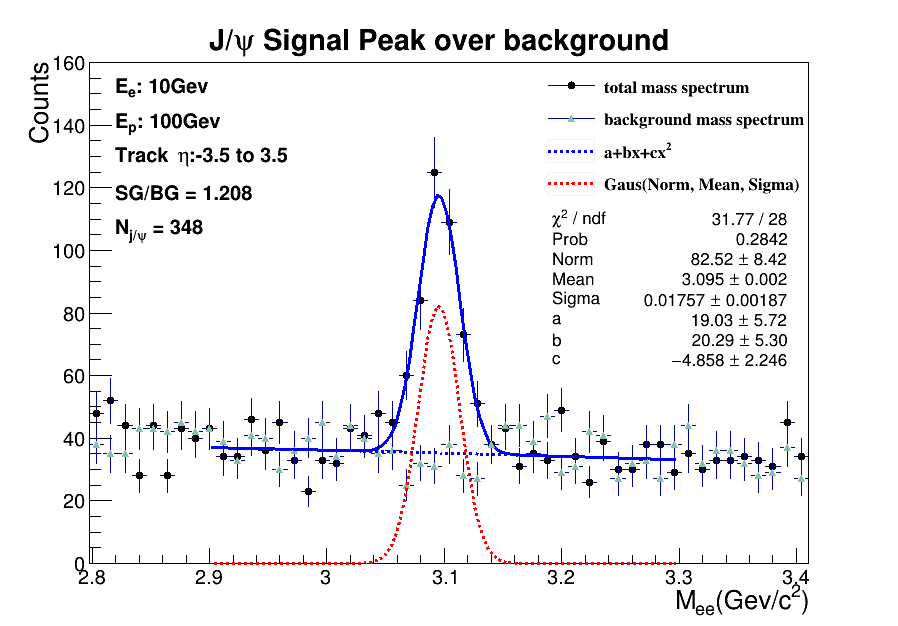 J/ψ Signal Peak over background
Counts
160
140
120
100
80
60
40
20
0
E_e: 10Gev
E_p: 100Gev
Track η:-3.5 to 3.5
SG/BG = 1.208
N_j/ψ = 348
total mass spectrum
background mass spectrum
a+bx+cx²
Gaus(Norm, Mean, Sigma)
χ² / ndf 31.77 / 28
Prob 0.2842
Norm 82.52 ± 8.42
Mean 3.095 ± 0.002
Sigma 0.01757 ± 0.00187
a 19.03 ± 5.72
b 20.29 ± 5.30
c −4.858 ± 2.246
2.8 2.9 3 3.1 3.2 3.3 3.4
M_ee(Gev/c²)